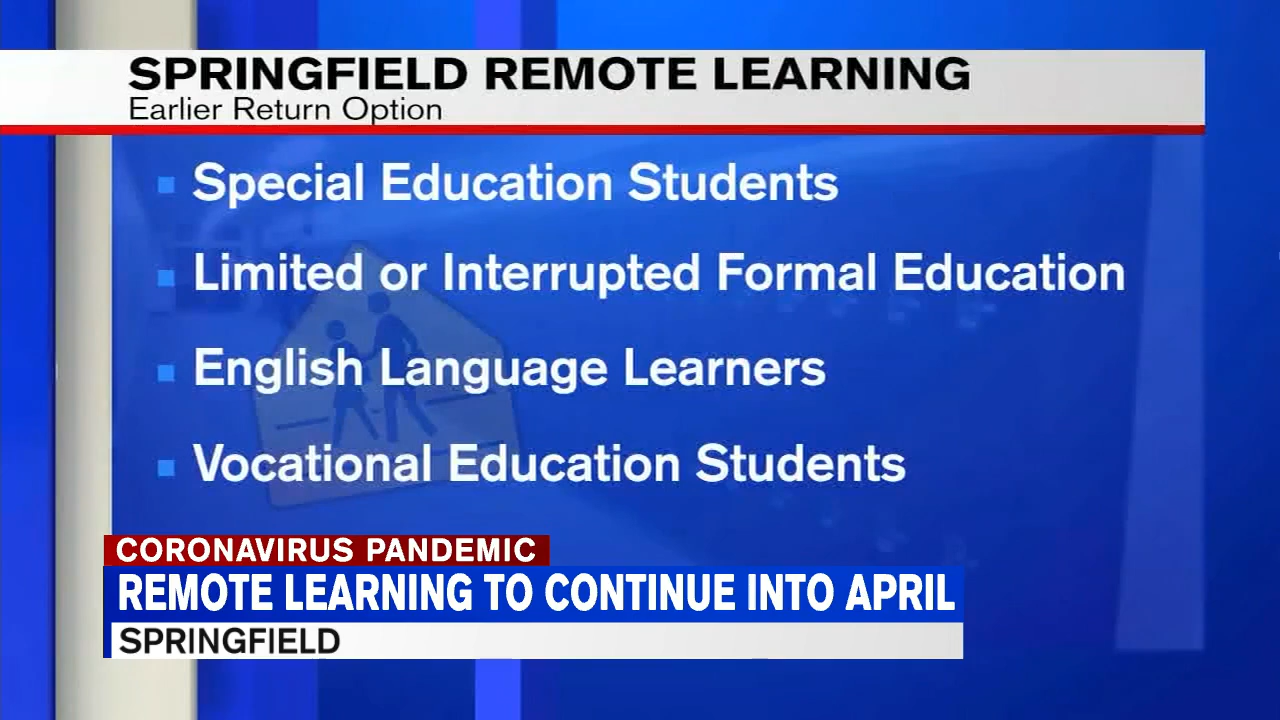 SPRINGFIELD REMOTE LEARNING
Earlier Return Option
Special Education Students
Limited or Interrupted Formal Education
English Language Learners
Vocational Education Students
CORONAVIRUS PANDEMIC
REMOTE LEARNING TO CONTINUE INTO APRIL
SPRINGFIELD